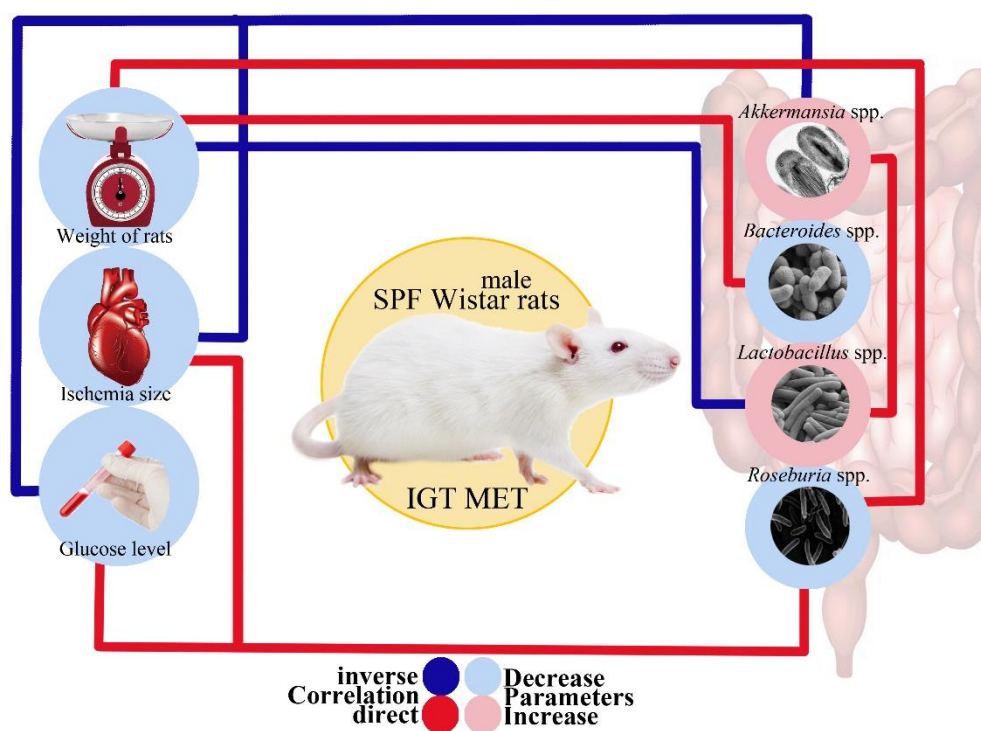 Weight of rats
Ischemia size
Glucose level
male
SPF Wistar rats
IGT MET
Akkermansia spp.
Bacteroides spp.
Lactobacillus spp.
Roseburia spp.
inverse
Correlation
direct
Decrease
Parameters
Increase